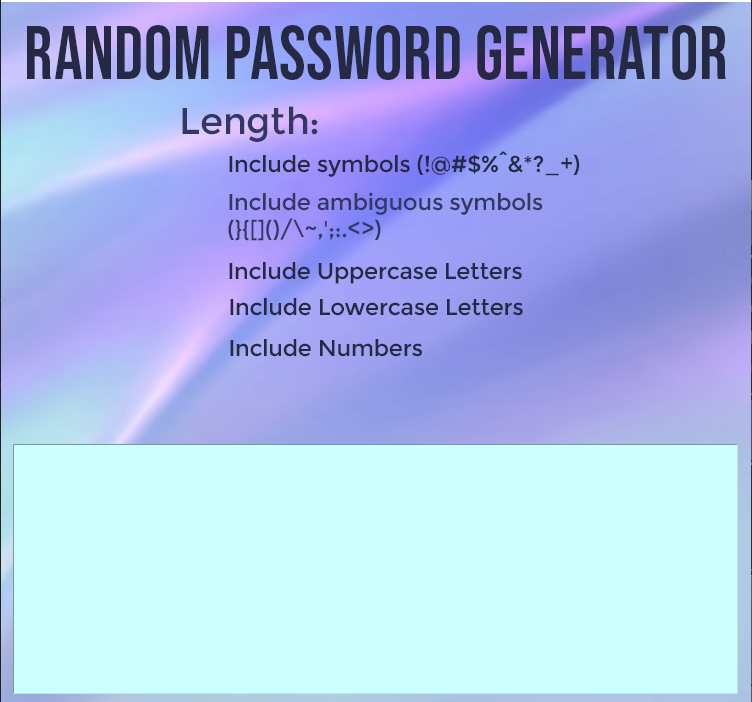 RANDOM PASSWORD GENERATOR
Length:
Include symbols (!@#$%^&*?_+)
Include ambiguous symbols
(}{[]()/\~,';:.<>)
Include Uppercase Letters
Include Lowercase Letters
Include Numbers